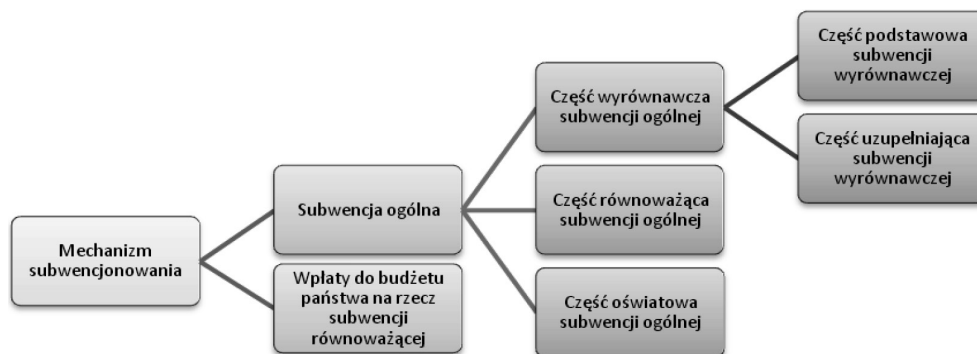 Mechanizm
subwencjonowania
Subwencja ogólna
Wpłaty do budżetu
państwa na rzecz
subwencji
równoważącej
Część wyrównawcza
subwencji ogólnej
Część równoważąca
subwencji ogólnej
Część oświatowa
subwencji ogólnej
Część podstawowa
subwencji
wyrównawczej
Część uzupełniająca
subwencji
wyrównawczej